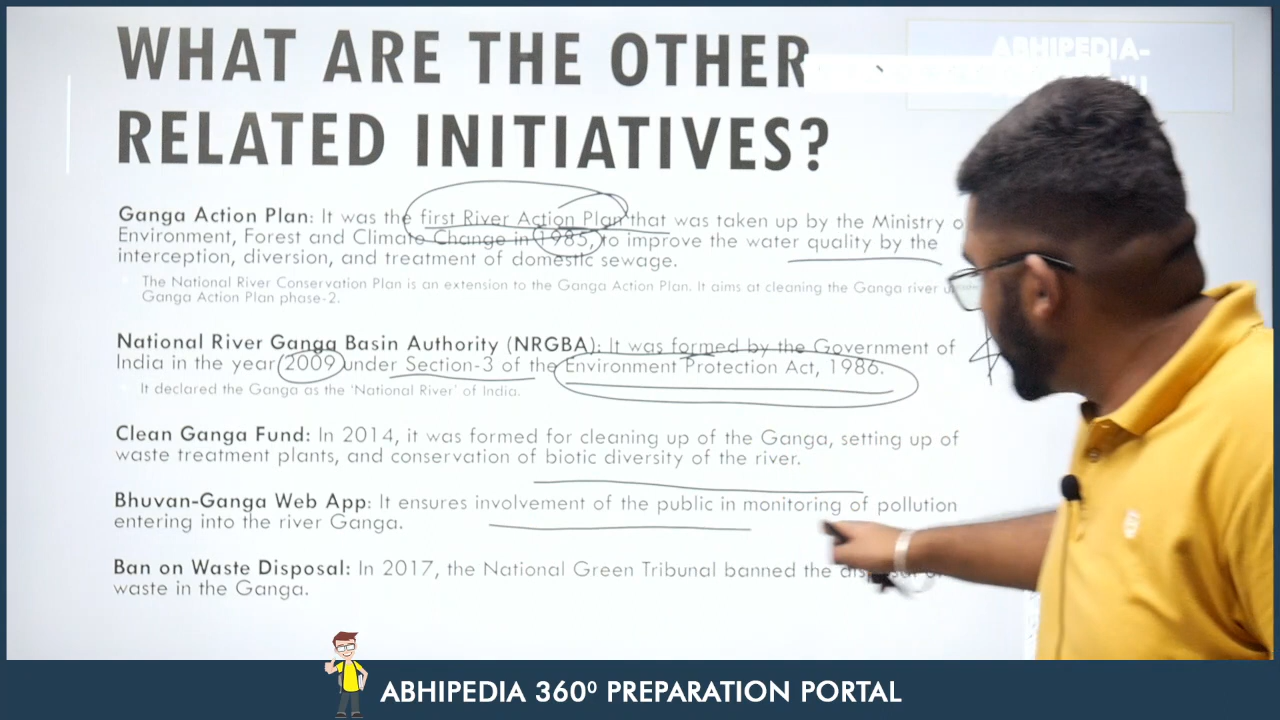 WHAT ARE THE OTHER
RELATED INITIATIVES?
ABHIPEDIA-
Ganga Action Plan: It was the first River Action Plan that was taken up by the Ministry
Environment, Forest and Climate Change in 1985, to improve the water quality by the
interception, diversion, and treatment of domestic sewage.
The National River Conservation Plan is an extension to the Ganga Action Plan. It aims at cleaning the Ganga river
Ganga Action Plan phase-2.
National River Ganga Basin Authority (NRGBA): It was formed by the Government of
India in the year 2009 under Section-3 of the Environment Protection Act, 1986.
It declared the Ganga as the 'National River' of India.
Clean Ganga Fund: In 2014, it was formed for cleaning up of the Ganga, setting up of
waste treatment plants, and conservation of biotic diversity of the river.
Bhuvan-Ganga Web App: It ensures involvement of the public in monitoring of pollution
entering into the river Ganga.
Ban on Waste Disposal: In 2017, the National Green Tribunal banned the
waste in the Ganga.
ABHIPEDIA 360⁰ PREPARATION PORTAL